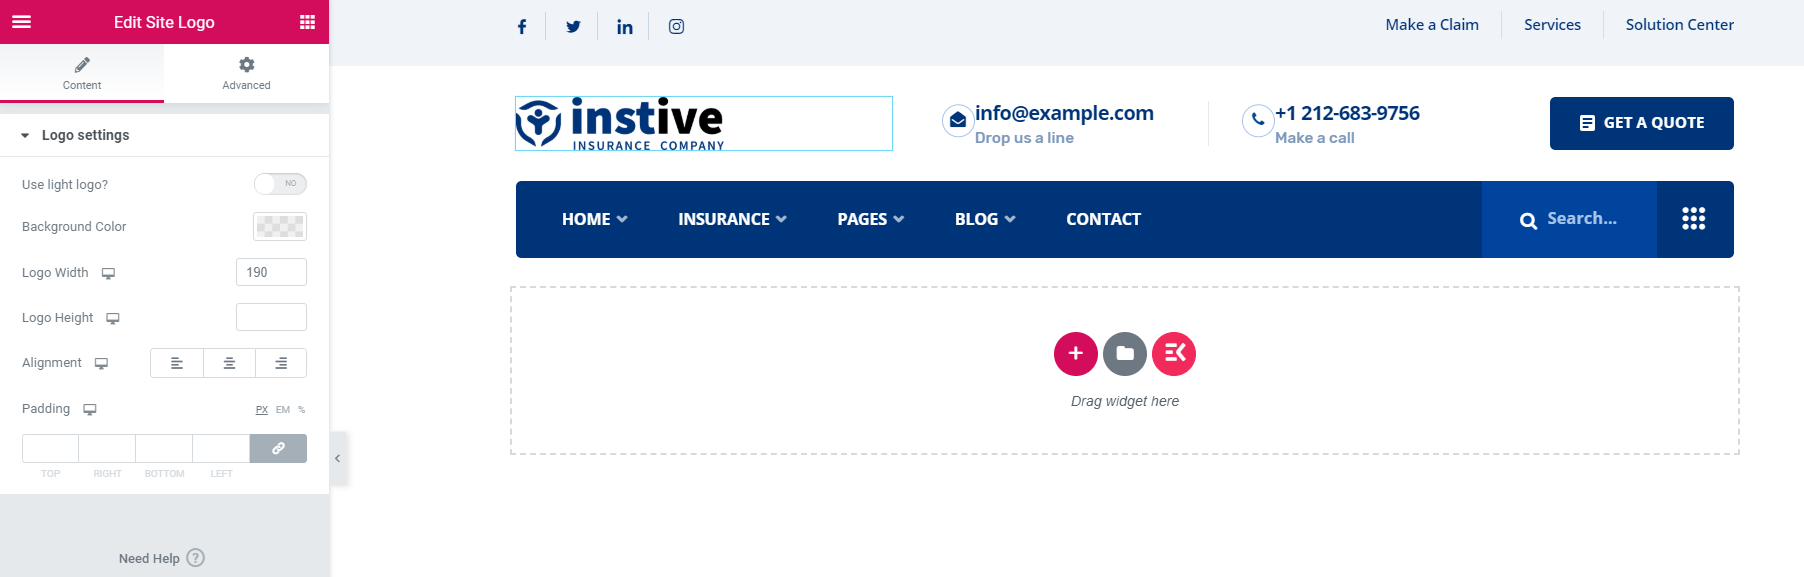 Edit Site Logo
Content
Advanced
Logo settings
Use light logo?
NO
Background Color
Logo Width
190
Logo Height
Alignment
Padding
PX EM %
TOP RIGHT BOTTOM LEFT
Need Help ?
Make a Claim
Services
Solution Center
instive
INSURANCE COMPANY
info@example.com
Drop us a line
+1 212-683-9756
Make a call
GET A QUOTE
HOME
INSURANCE
PAGES
BLOG
CONTACT
Search...
Drag widget here